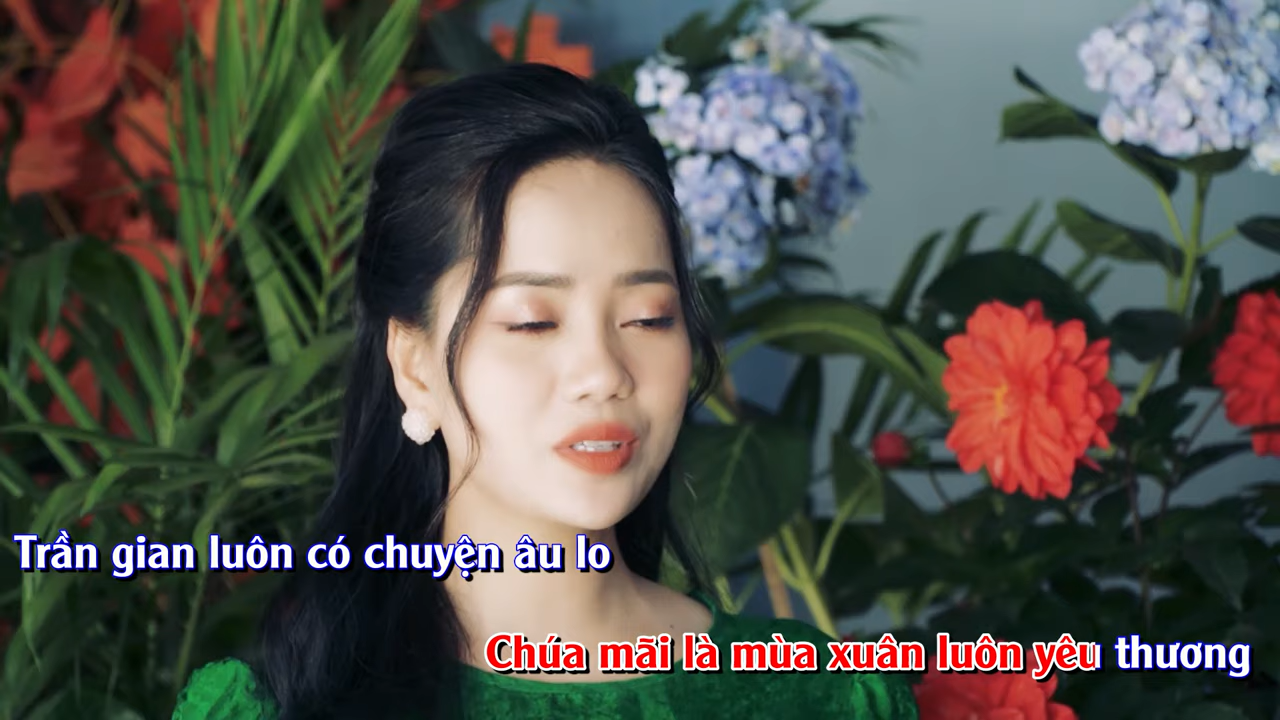 Trần gian luôn có chuyện âu lo
Chúa mãi là mùa xuân luôn yêu thương